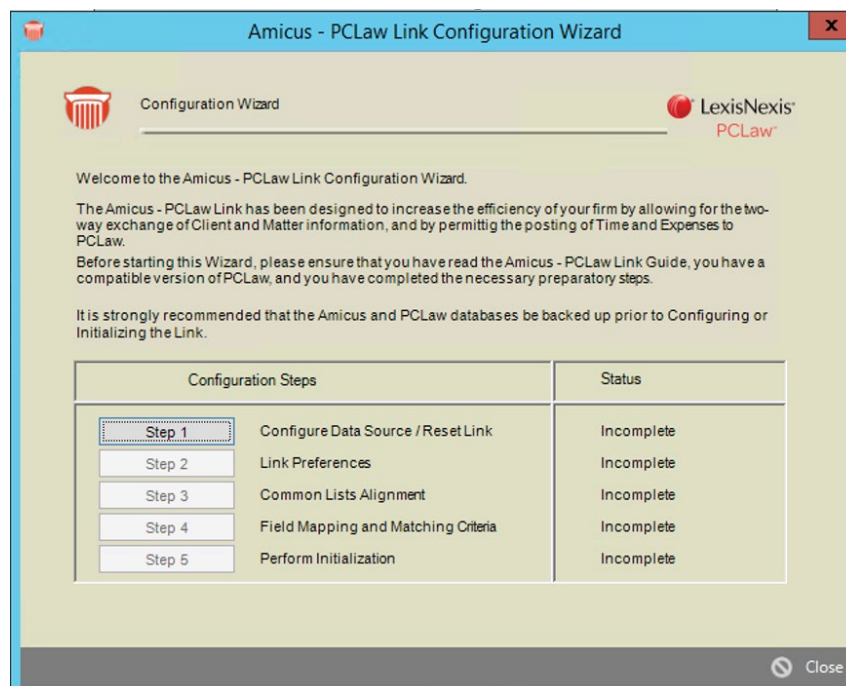 Amicus - PCLaw Link Configuration Wizard
x
Configuration Wizard
LexisNexis®
PCLaw™
Welcome to the Amicus - PCLaw Link Configuration Wizard.
The Amicus - PCLaw Link has been designed to increase the efficiency of your firm by allowing for the two-
way exchange of Client and Matter information, and by permittig the posting of Time and Expenses to
PCLaw.
Before starting this Wizard, please ensure that you have read the Amicus - PCLaw Link Guide, you have a
compatible version of PCLaw, and you have completed the necessary preparatory steps.
It is strongly recommended that the Amicus and PCLaw databases be backed up prior to Configuring or
Initializing the Link.
Configuration Steps Status
Step 1 Configure Data Source / Reset Link Incomplete
Step 2 Link Preferences Incomplete
Step 3 Common Lists Alignment Incomplete
Step 4 Field Mapping and Matching Criteria Incomplete
Step 5 Perform Initialization Incomplete
Close